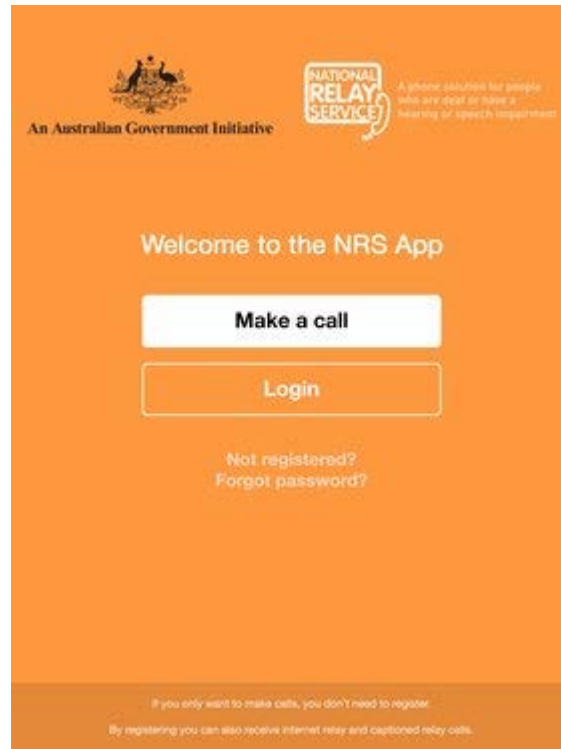 An Australian Government Initiative
NATIONAL
RELAY
SERVICE
A phone solution for people
who are deaf or have a
hearing or speech impairment
Welcome to the NRS App
Make a call
Login
Not registered?
Forgot password?
If you only want to make calls, you don't need to register.
By registering you can also receive internet relay and captioned relay calls.